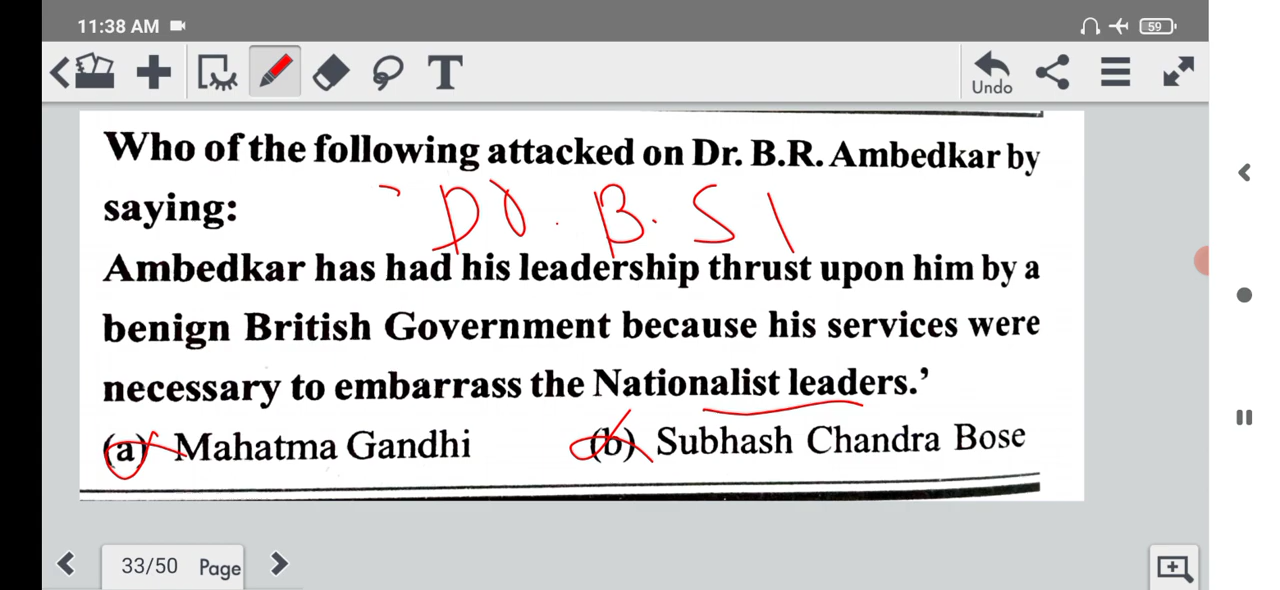 11:38 AM
59
T
Undo
Who of the following attacked on Dr. B.R. Ambedkar by
saying:
Dr. B. S
Ambedkar has had his leadership thrust upon him by a
benign British Government because his services were
necessary to embarrass the Nationalist leaders.’
(a) Mahatma Gandhi (b) Subhash Chandra Bose
33/50 Page